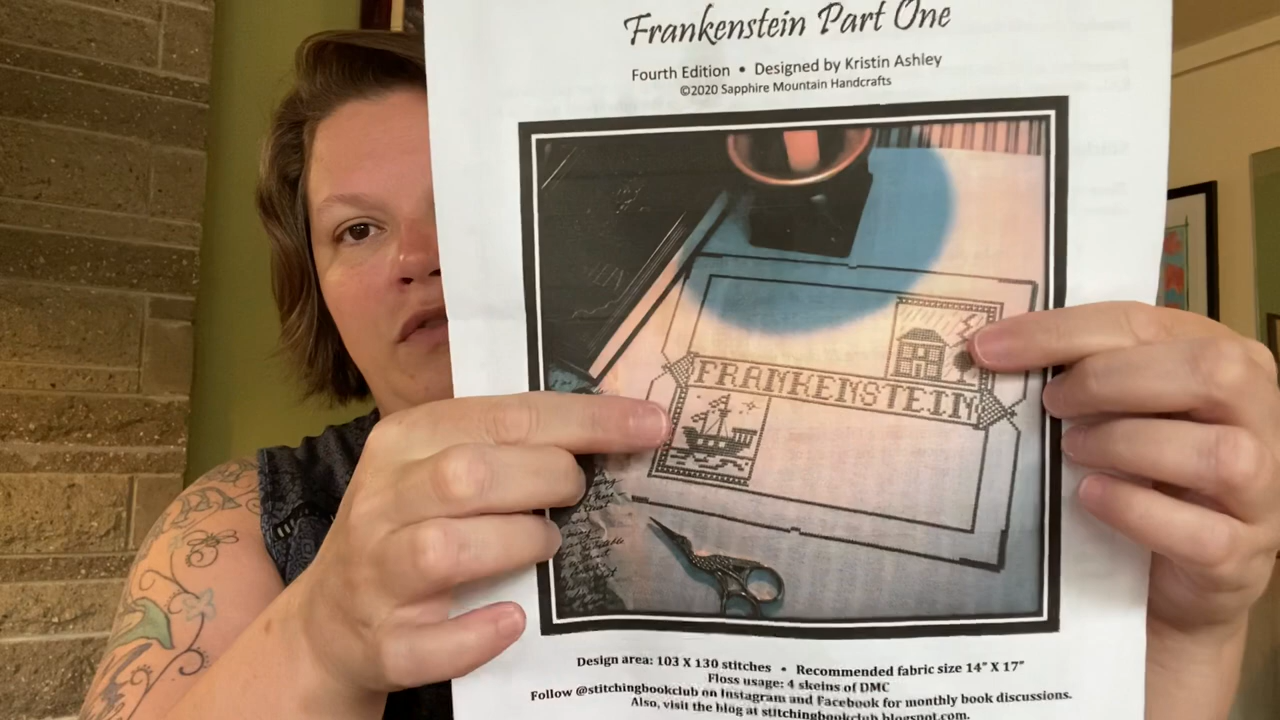 Frankenstein Part One
Fourth Edition • Designed by Kristin Ashley
©2020 Sapphire Mountain Handcrafts
FRANKENSTEIN
Design area: 103 X 130 stitches • Recommended fabric size 14" X 17"
Floss usage: 4 skeins of DMC
Follow @stitchingbookclub on Instagram and Facebook for monthly book discussions.
Also, visit the blog at stitchingbookclub.blogspot.com.